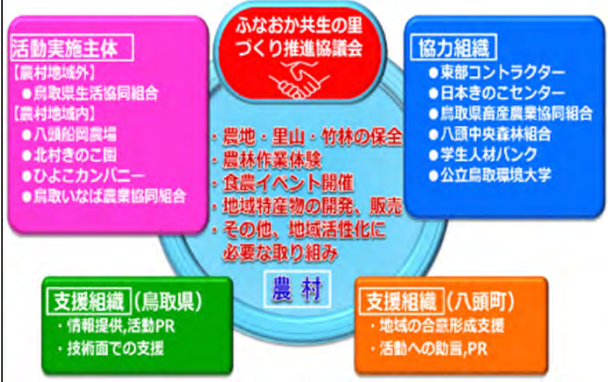 ふなおか共生の里
づくり推進協議会
活動実施主体
【農村地域外】
●鳥取県生活協同組合
【農村地域内】
●八頭船岡農場
●北村きのこ園
●ひよこカンパニー
●鳥取いなば農業協同組合
協力組織
●東部コントラクター
●日本きのこセンター
●鳥取県畜産農業協同組合
●八頭中央森林組合
●学生人材バンク
●公立鳥取環境大学
・農地・里山・竹林の保全
・農林作業体験
・食農イベント開催
・地域特産物の開発、販売
・その他、地域活性化に
必要な取り組み
農村
支援組織(鳥取県)
・情報提供,活動PR
・技術面での支援
支援組織(八頭町)
・地域の合意形成支援
・活動への助言,PR